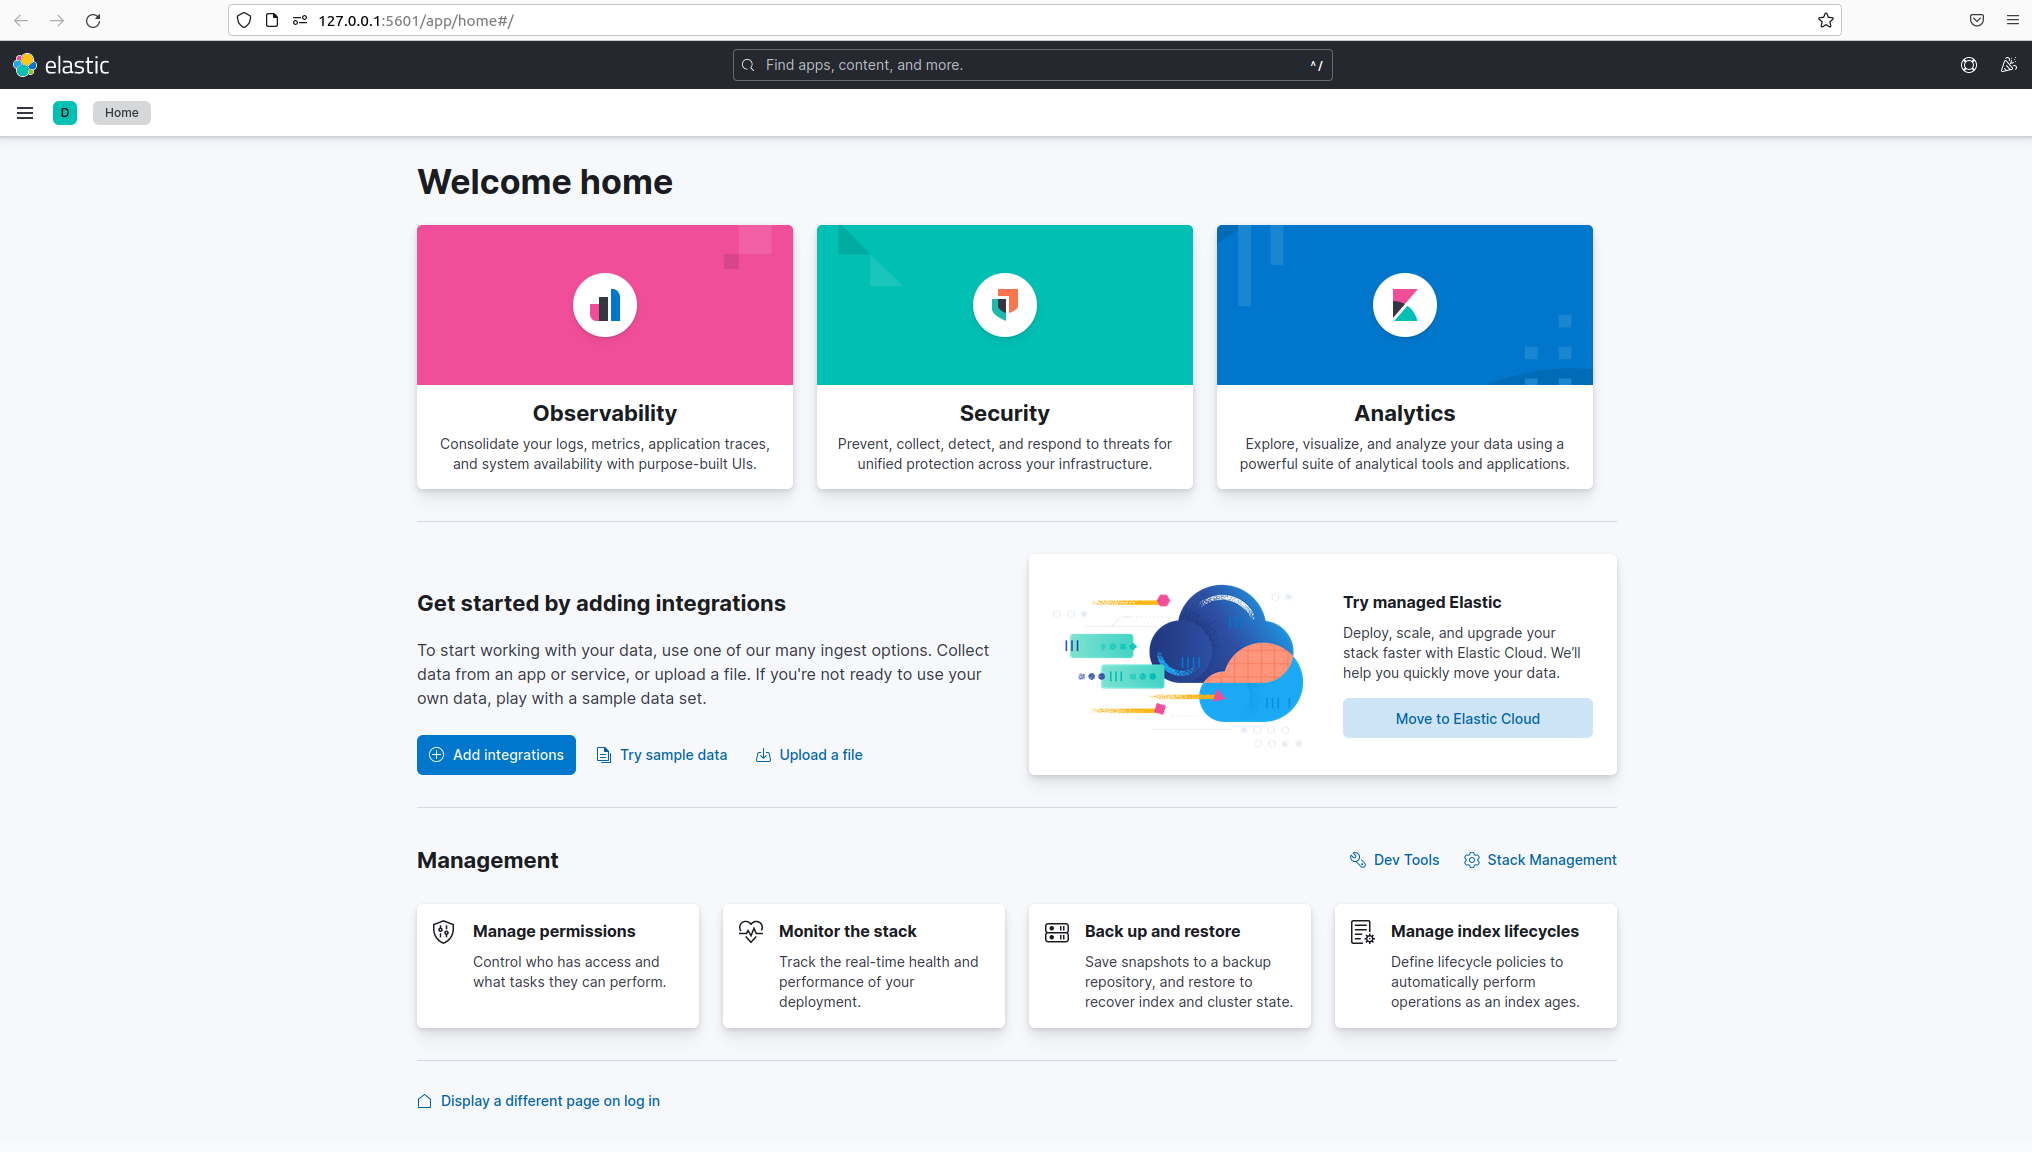 127.0.0.1:5601/app/home#/
elastic
Find apps, content, and more.
^/
D
Home
Welcome home
Observability
Consolidate your logs, metrics, application traces,
and system availability with purpose-built UIs.
Security
Prevent, collect, detect, and respond to threats for
unified protection across your infrastructure.
Analytics
Explore, visualize, and analyze your data using a
powerful suite of analytical tools and applications.
Get started by adding integrations
To start working with your data, use one of our many ingest options. Collect
data from an app or service, or upload a file. If you're not ready to use your
own data, play with a sample data set.
Add integrations
Try sample data
Upload a file
Try managed Elastic
Deploy, scale, and upgrade your
stack faster with Elastic Cloud. We’ll
help you quickly move your data.
Move to Elastic Cloud
Management
Dev Tools
Stack Management
Manage permissions
Control who has access and
what tasks they can perform.
Monitor the stack
Track the real-time health and
performance of your
deployment.
Back up and restore
Save snapshots to a backup
repository, and restore to
recover index and cluster state.
Manage index lifecycles
Define lifecycle policies to
automatically perform
operations as an index ages.
Display a different page on log in